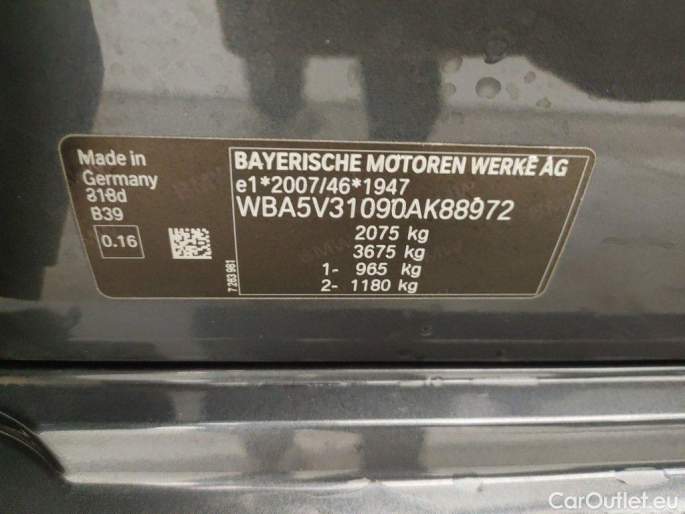 Made in
Germany
318d
B39
0.16
7 263 981
BAYERISCHE MOTOREN WERKE AG
e1*2007/46*1947
WBA5V31090AK88972
2075 kg
3675 kg
1- 965 kg
2- 1180 kg
CarOutlet.eu